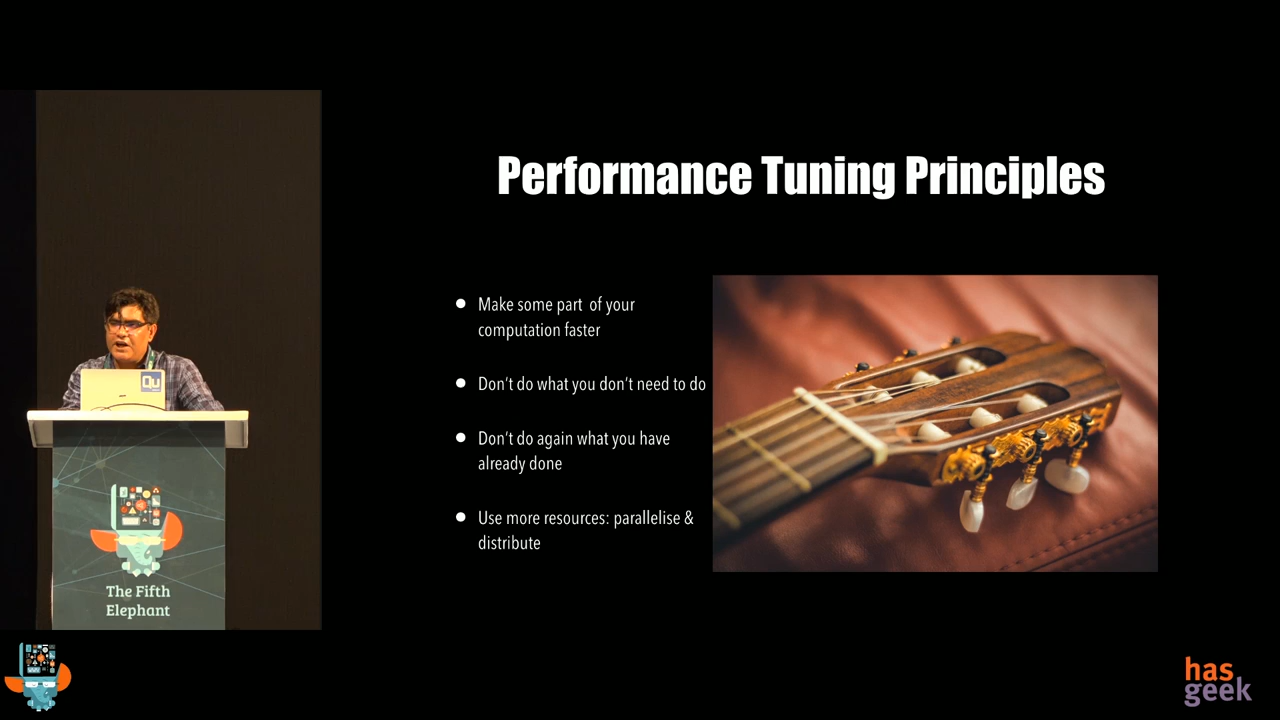 Performance Tuning Principles
Make some part of your
computation faster
Don't do what you don't need to do
Don't do again what you have
already done
Use more resources: parallelise &
distribute
Qu
The Fifth
Elephant
has
geek